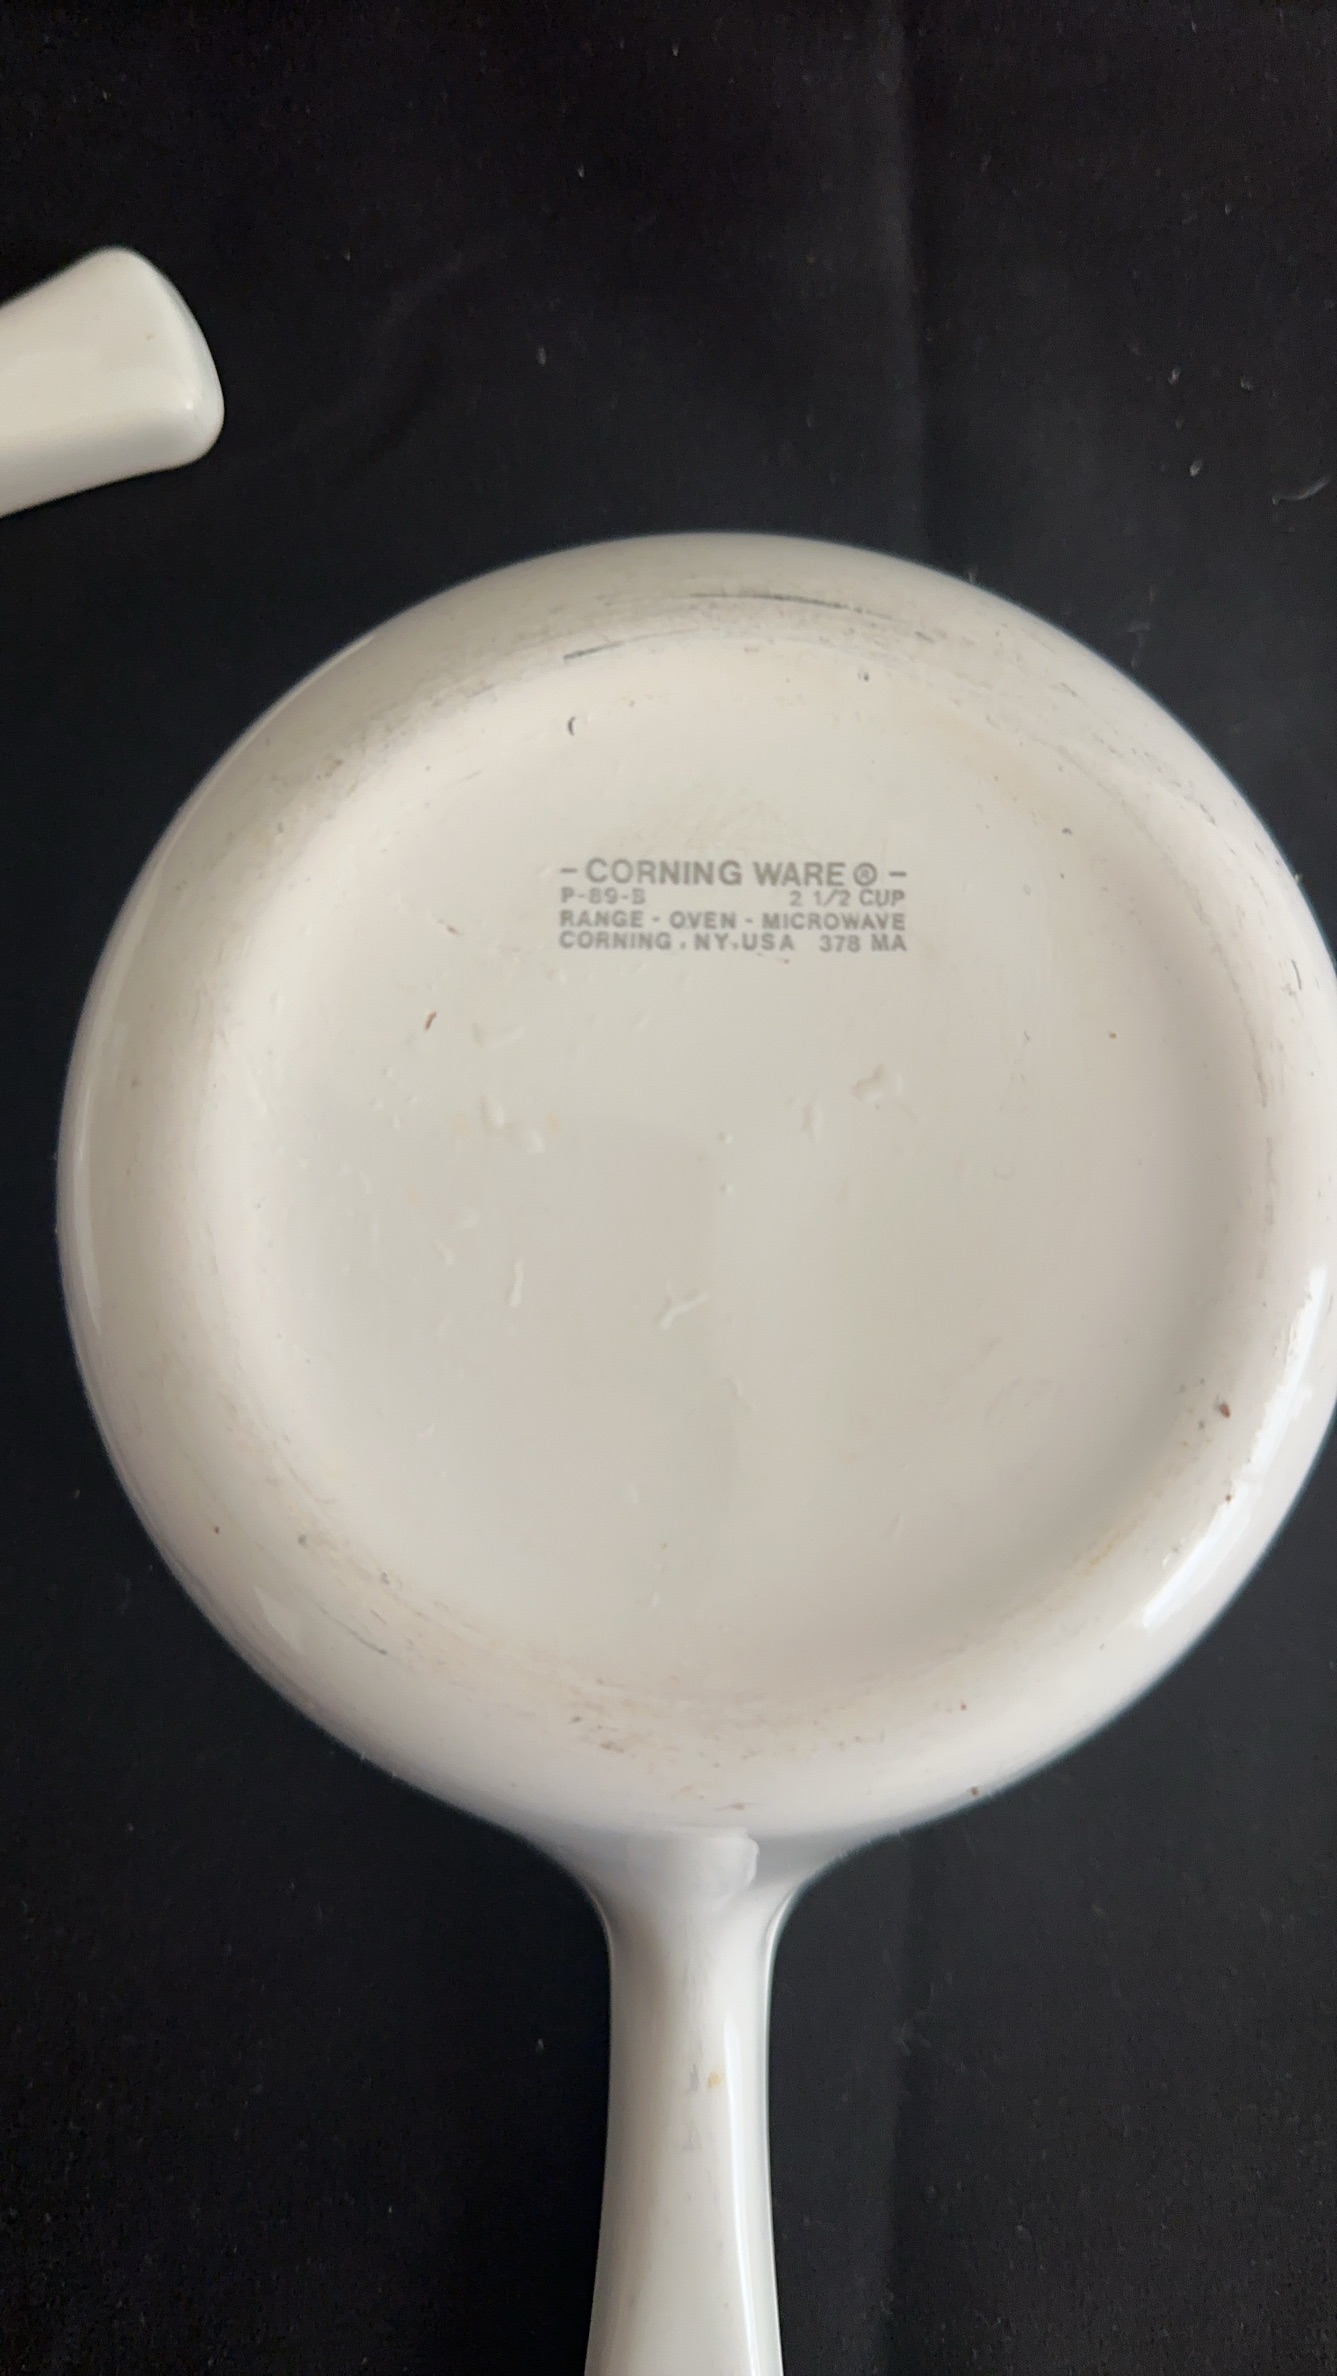 - CORNING WARE ® -
P-89-B 2 1/2 CUP
RANGE - OVEN - MICROWAVE
CORNING . NY. USA 378 MA